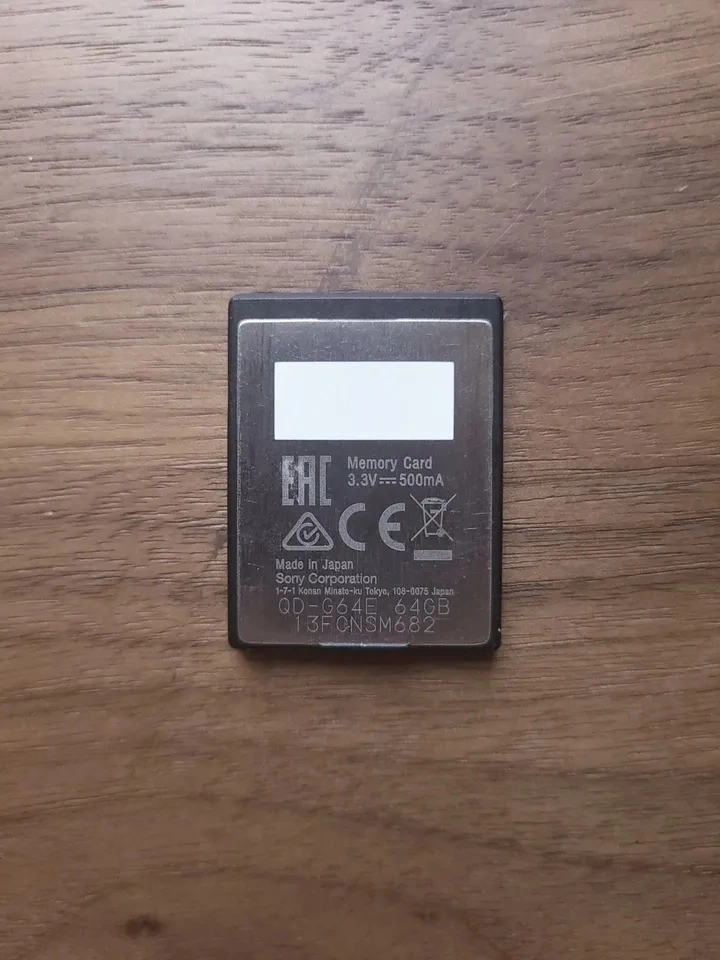 EAC
Memory Card
3.3V⎓500mA
CE
Made in Japan
Sony Corporation
1-7-1 Konan Minato-ku Tokyo, 108-0075 Japan
QD-G64E 64GB
13FCNSM682